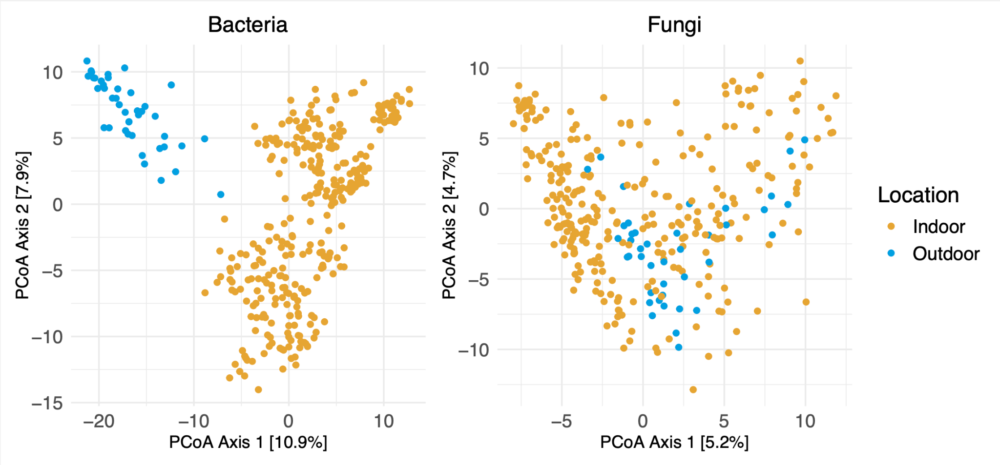 Bacteria
10
5
0
−5
−10
−15
−20
−10
0
10
PCoA Axis 2 [7.9%]
PCoA Axis 1 [10.9%]
Fungi
10
5
0
−5
−10
−5
0
5
10
PCoA Axis 2 [4.7%]
PCoA Axis 1 [5.2%]
Location
Indoor
Outdoor